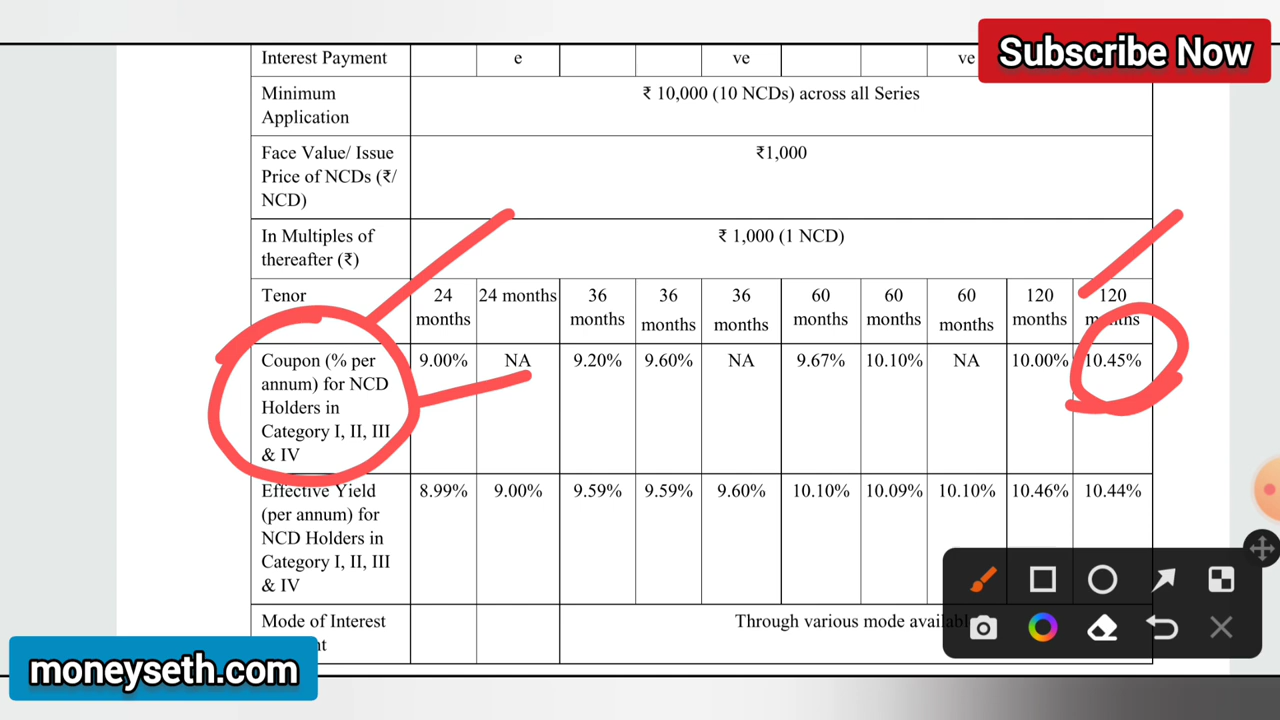 Subscribe Now
Interest Payment e ve ve
Minimum
Application
₹ 10,000 (10 NCDs) across all Series
Face Value/ Issue
Price of NCDs (₹/
NCD)
₹1,000
In Multiples of
thereafter (₹)
₹ 1,000 (1 NCD)
Tenor
24
months
24 months
36
months
36
months
36
months
60
months
60
months
60
months
120
months
120
months
Coupon (% per
annum) for NCD
Holders in
Category I, II, III
& IV
9.00% NA 9.20% 9.60% NA 9.67% 10.10% NA 10.00% 10.45%
Effective Yield
(per annum) for
NCD Holders in
Category I, II, III
& IV
8.99% 9.00% 9.59% 9.59% 9.60% 10.10% 10.09% 10.10% 10.46% 10.44%
Mode of Interest
Through various mode
moneyseth.com